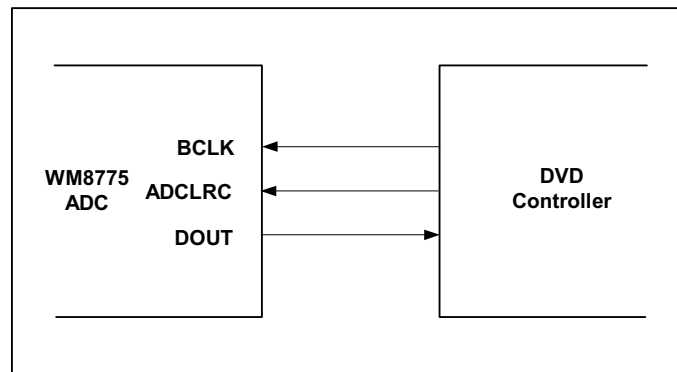 BCLK
WM8775
ADC
ADCLRC
DOUT
DVD
Controller